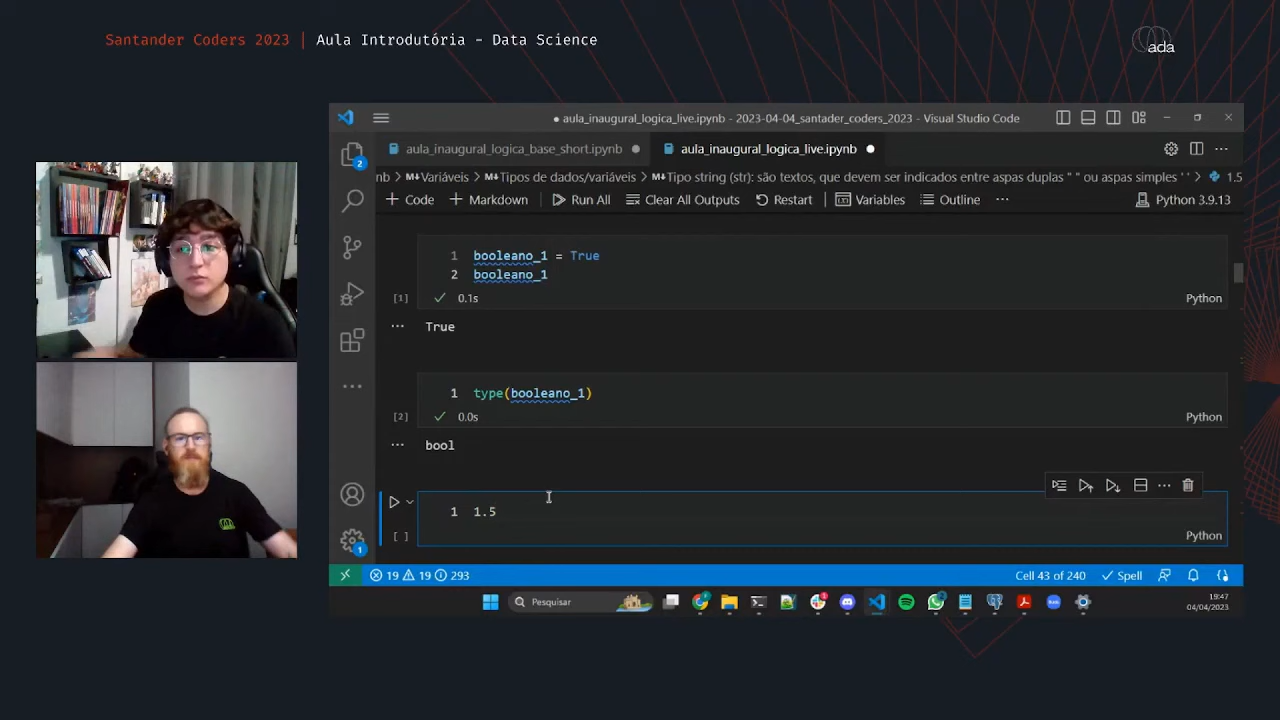 Santander Coders 2023 | Aula Introdutória - Data Science
ada
● aula_inaugural_logica_live.ipynb - 2023-04-04_santader_coders_2023 - Visual Studio Code
aula_inaugural_logica_base_short.ipynb ●
aula_inaugural_logica_live.ipynb ●
2
nb > M↓Variáveis > M↓Tipos de dados/variáveis > M↓Tipo string (str): são textos, que devem ser indicados entre aspas duplas " " ou aspas simples ' ' > 1.5
+ Code + Markdown Run All Clear All Outputs Restart Variables Outline ··· Python 3.9.13
1 booleano_1 = True
2 booleano_1
[1] ✓ 0.1s Python
··· True
1 type(booleano_1)
[2] ✓ 0.0s Python
··· bool
1 1.5
[ ] Python
1
19 19 293 Cell 43 of 240 ✓ Spell
Pesquisar
19:47
04/04/2023